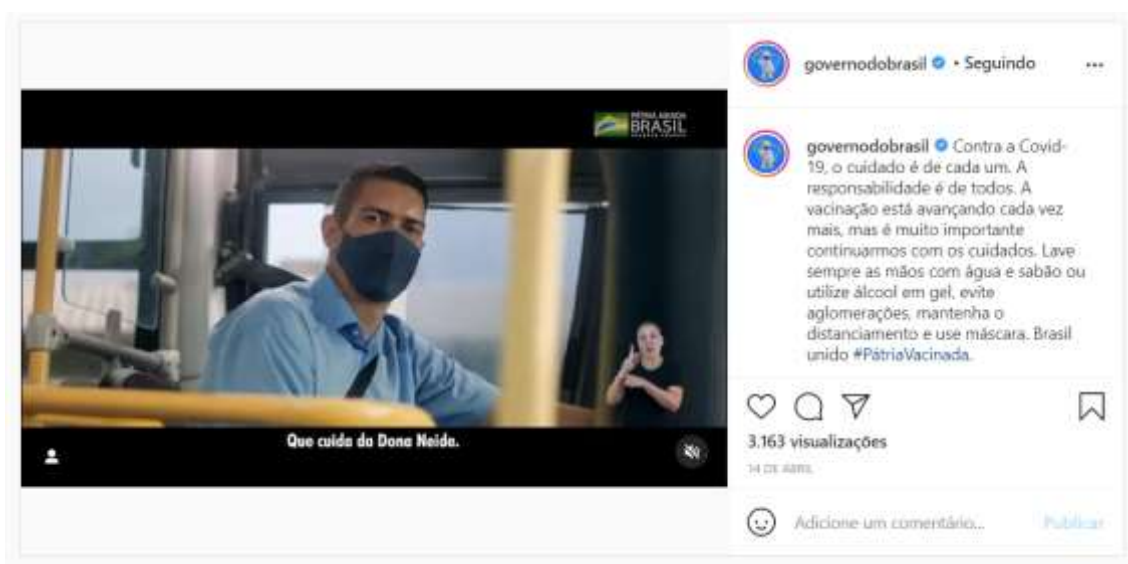 PÁTRIA AMADA
BRASIL
Que cuida da Dona Neide.
governodobrasil • Seguindo
governodobrasil Contra a Covid-
19, o cuidado é de cada um. A
responsabilidade é de todos. A
vacinação está avançando cada vez
mais, mas é muito importante
continuarmos com os cuidados. Lave
sempre as mãos com água e sabão ou
utilize álcool em gel, evite
aglomerações, mantenha o
distanciamento e use máscara. Brasil
unido #PátriaVacinada.
3.163 visualizações
14 DE ABRIL
Adicione um comentário... Publicar